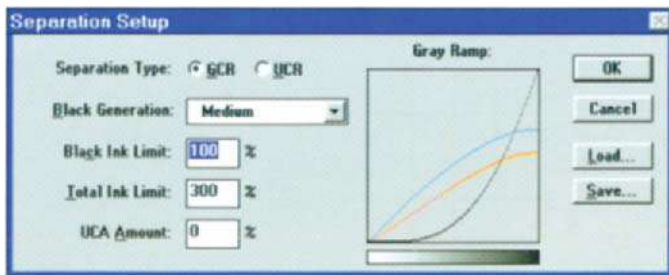 Separation Setup
Separation Type: GCR UCR
Black Generation: Medium
Black Ink Limit: 100 %
Total Ink Limit: 300 %
UCA Amount: 0 %
Gray Ramp:
OK
Cancel
Load...
Save...